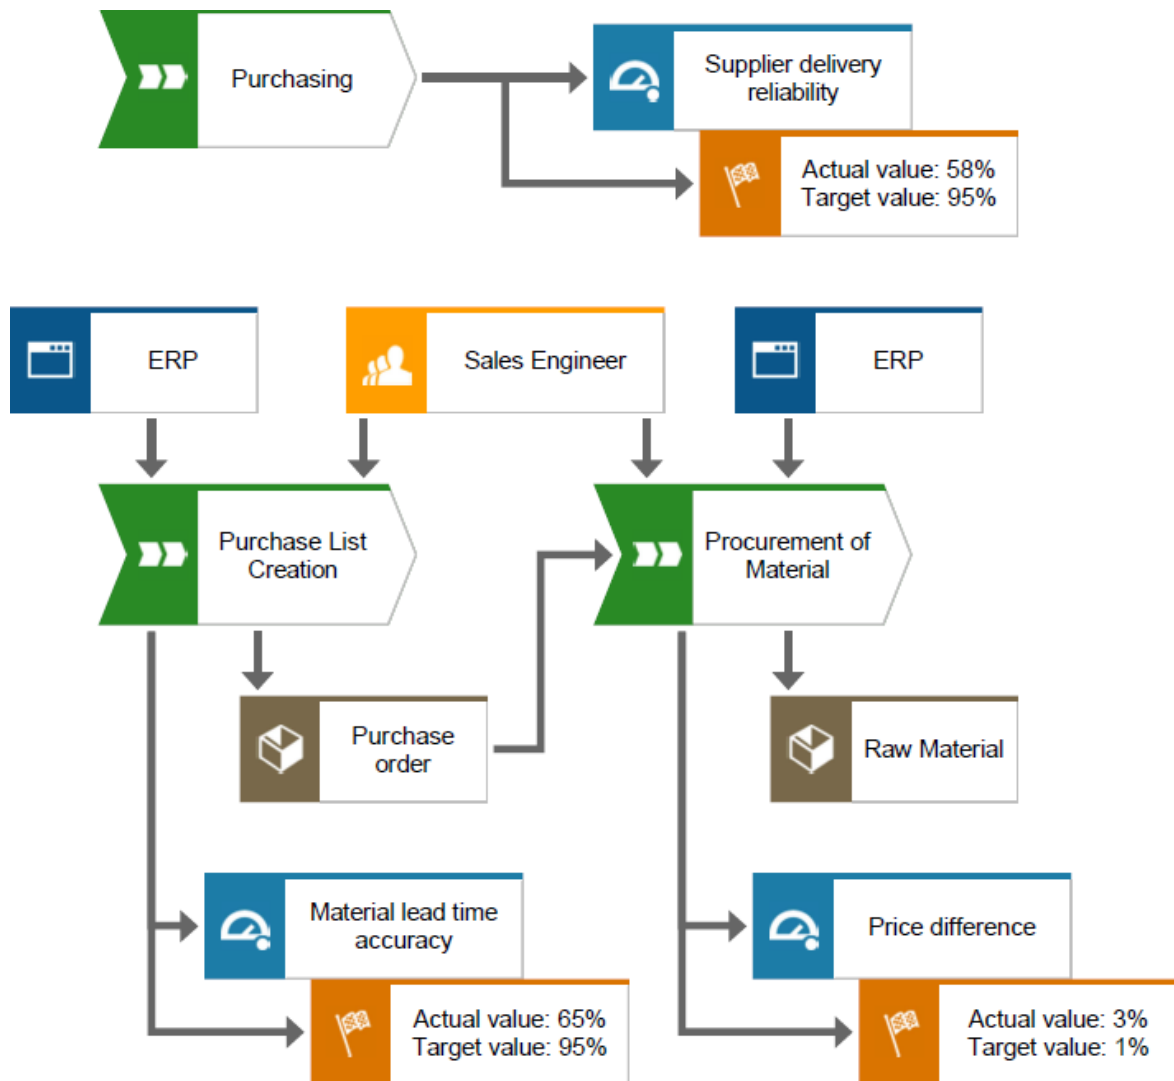 Purchasing
Supplier delivery
reliability
Actual value: 58%
Target value: 95%
ERP
Sales Engineer
ERP
Purchase List
Creation
Procurement of
Material
Purchase
order
Raw Material
Material lead time
accuracy
Price difference
Actual value: 65%
Target value: 95%
Actual value: 3%
Target value: 1%